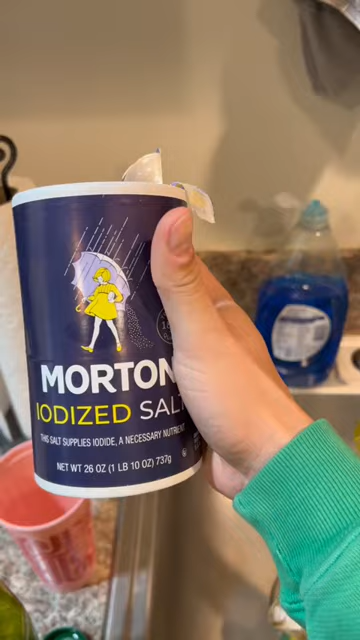 MORTON
IODIZED SALT
THIS SALT SUPPLIES IODIDE, A NECESSARY NUTRIENT
NET WT 26 OZ (1 LB 10 OZ) 737g